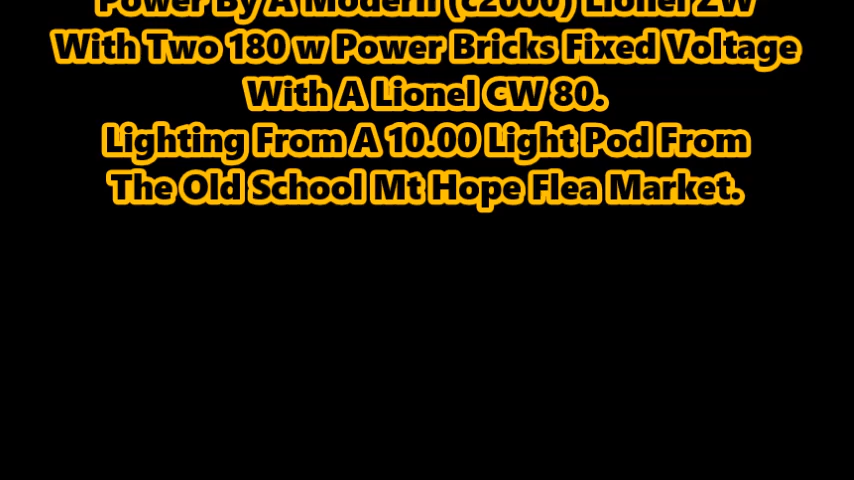 Power By A Modern (c2000) Lionel ZW
With Two 180 w Power Bricks Fixed Voltage
With A Lionel CW 80.
Lighting From A 10.00 Light Pod From
The Old School Mt Hope Flea Market.